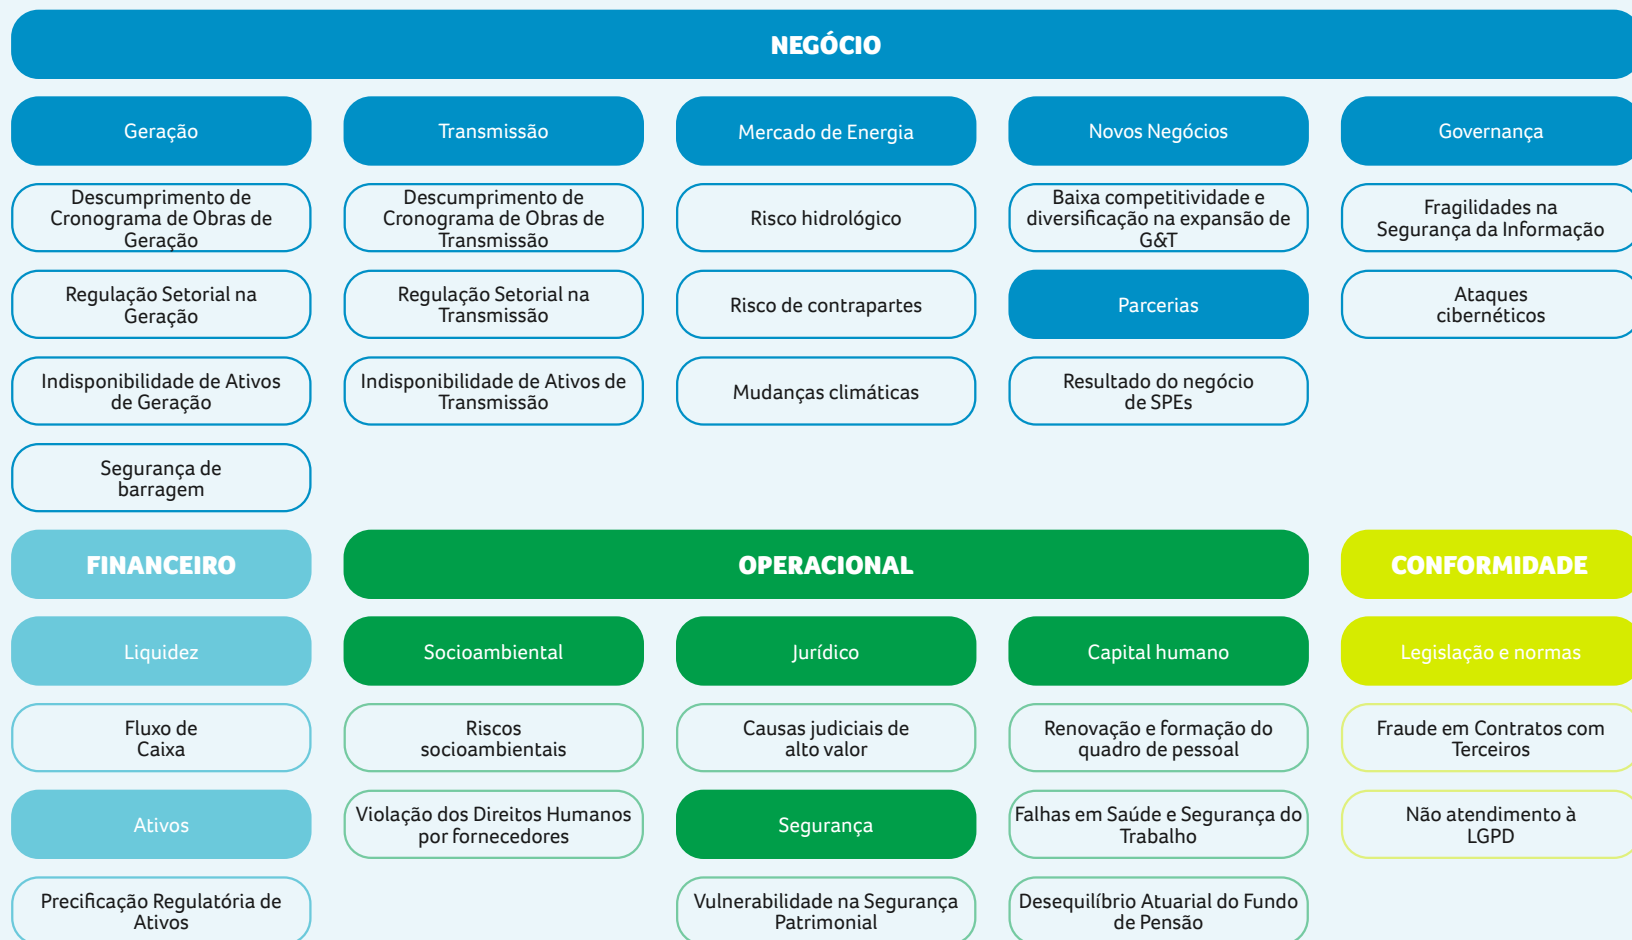 NEGÓCIO
Geração
Transmissão
Mercado de Energia
Novos Negócios
Governança
Descumprimento de
Cronograma de Obras de
Geração
Descumprimento de
Cronograma de Obras de
Transmissão
Risco hidrológico
Baixa competitividade e
diversificação na expansão de
G&T
Fragilidades na
Segurança da Informação
Regulação Setorial na
Geração
Regulação Setorial na
Transmissão
Risco de contrapartes
Parcerias
Ataques
cibernéticos
Indisponibilidade de Ativos
de Geração
Indisponibilidade de Ativos de
Transmissão
Mudanças climáticas
Resultado do negócio
de SPEs
Segurança de
barragem
FINANCEIRO
OPERACIONAL
CONFORMIDADE
Liquidez
Socioambiental
Jurídico
Capital humano
Legislação e normas
Fluxo de
Caixa
Riscos
socioambientais
Causas judiciais de
alto valor
Renovação e formação do
quadro de pessoal
Fraude em Contratos com
Terceiros
Ativos
Violação dos Direitos Humanos
por fornecedores
Segurança
Falhas em Saúde e Segurança do
Trabalho
Não atendimento à
LGPD
Precificação Regulatória de
Ativos
Vulnerabilidade na Segurança
Patrimonial
Desequilíbrio Atuarial do Fundo
de Pensão